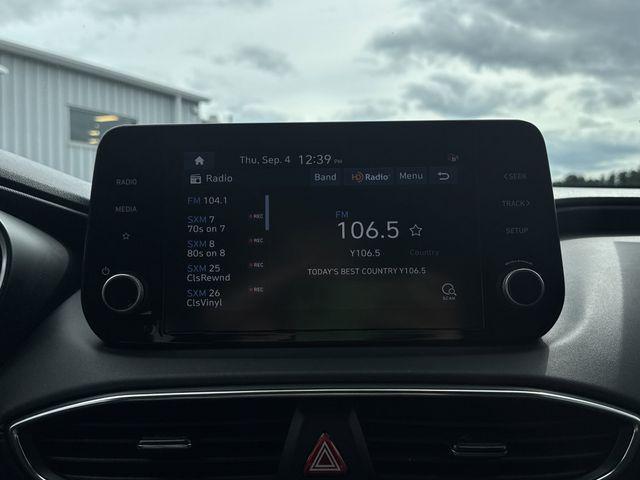 Thu, Sep. 4 12:39 PM
Radio Band HD Radio Menu
RADIO
MEDIA
FM 104.1
SXM 7 REC
70s on 7
SXM 8 REC
80s on 8
SXM 25 REC
ClsRewnd
SXM 26 REC
ClsVinyl
FM
106.5
Y106.5 Country
TODAY'S BEST COUNTRY Y106.5
SCAN
< SEEK
TRACK >
SETUP